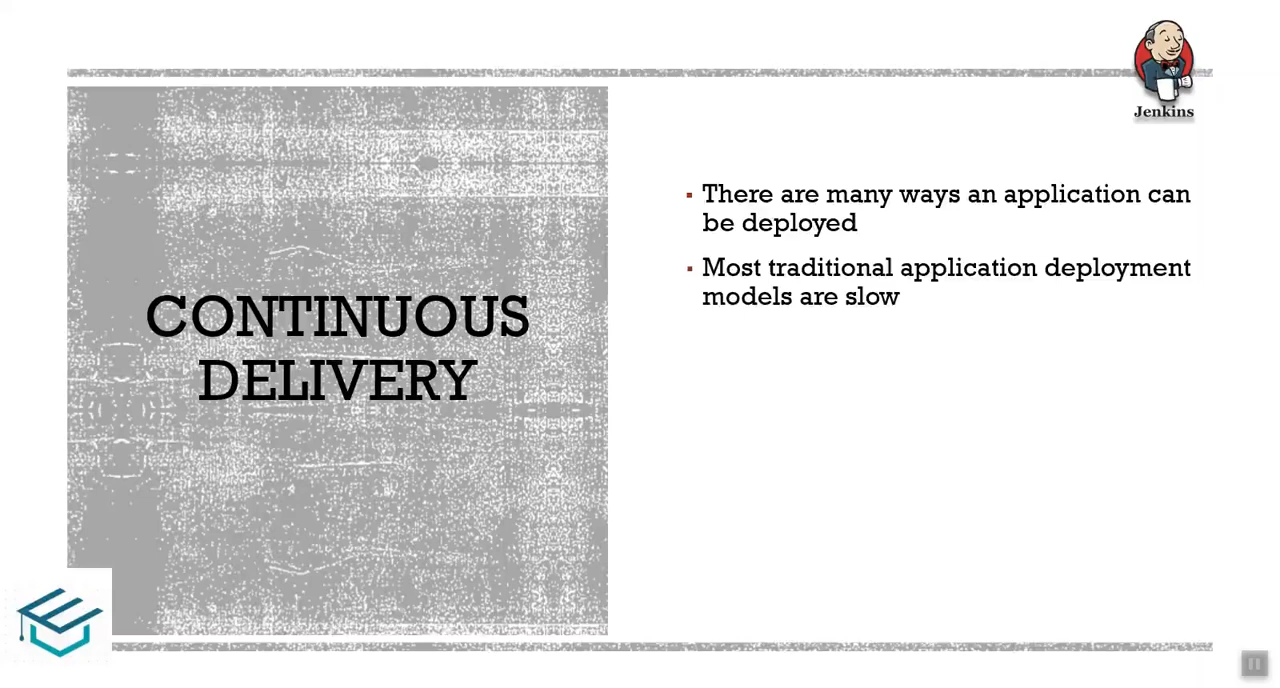 Jenkins
CONTINUOUS
DELIVERY
There are many ways an application can
be deployed
Most traditional application deployment
models are slow